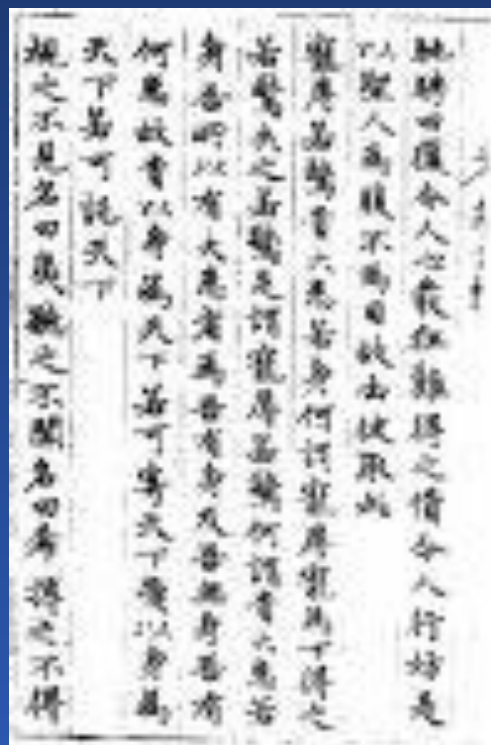 馳騁田獵令人心發狂難得之貨令人行妨是
以聖人為腹不為目故去彼取此
寵辱若驚貴大患若身何謂寵辱寵為下得之
若驚失之若驚是謂寵辱若驚何謂貴大患若
身吾所以有大患者為吾有身及吾無身吾有
何患故貴以身為天下若可寄天下愛以身為
天下若可託天下
視之不見名曰夷聽之不聞名曰希搏之不得